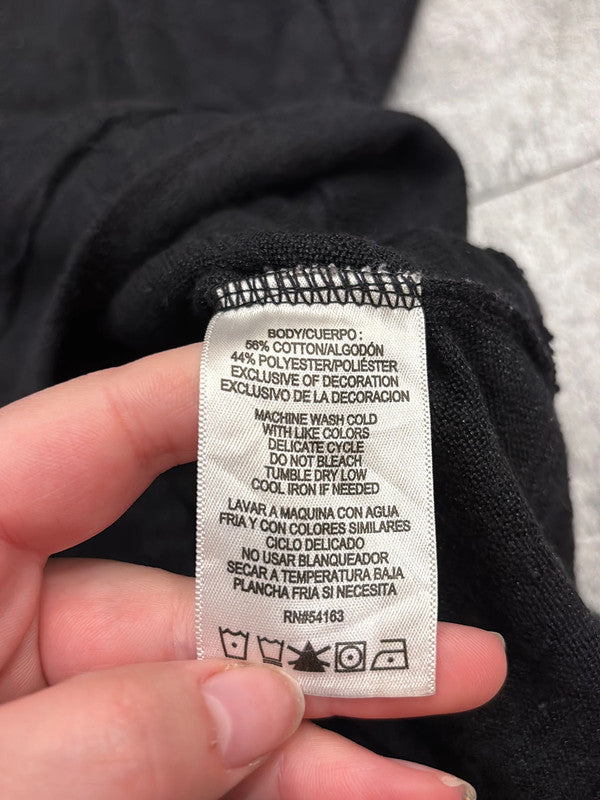 BODY/CUERPO :
56% COTTON/ALGODÓN
44% POLYESTER/POLIÉSTER
EXCLUSIVE OF DECORATION
EXCLUSIVO DE LA DECORACION
MACHINE WASH COLD
WITH LIKE COLORS
DELICATE CYCLE
DO NOT BLEACH
TUMBLE DRY LOW
COOL IRON IF NEEDED
LAVAR A MAQUINA CON AGUA
FRIA Y CON COLORES SIMILARES
CICLO DELICADO
NO USAR BLANQUEADOR
SECAR A TEMPERATURA BAJA
PLANCHA FRIA SI NECESITA
RN#54163